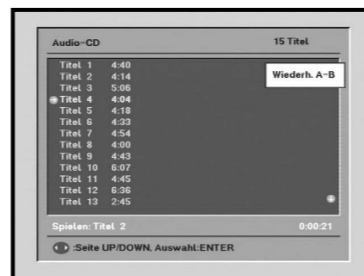 Audio-CD 15 Titel
Titel 1 4:40
Wiederh. A-B
Titel 2 4:14
Titel 3 5:06
Titel 4 4:04
Titel 5 4:18
Titel 6 4:33
Titel 7 4:54
Titel 8 4:00
Titel 9 4:43
Titel 10 6:07
Titel 11 4:45
Titel 12 6:36
Titel 13 2:45
Spielen: Titel 2 0:00:21
:Seite UP/DOWN, Auswahl:ENTER